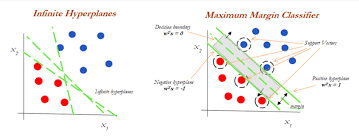 Infinite Hyperplanes
X₂
Infinite hyperplanes
X₁
Maximum Margin Classifier
Decision boundary
wᵀx = 0
Support Vectors
X₂
Negative hyperplane
wᵀx = -1
Positive hyperplane
wᵀx = 1
margin
X₁